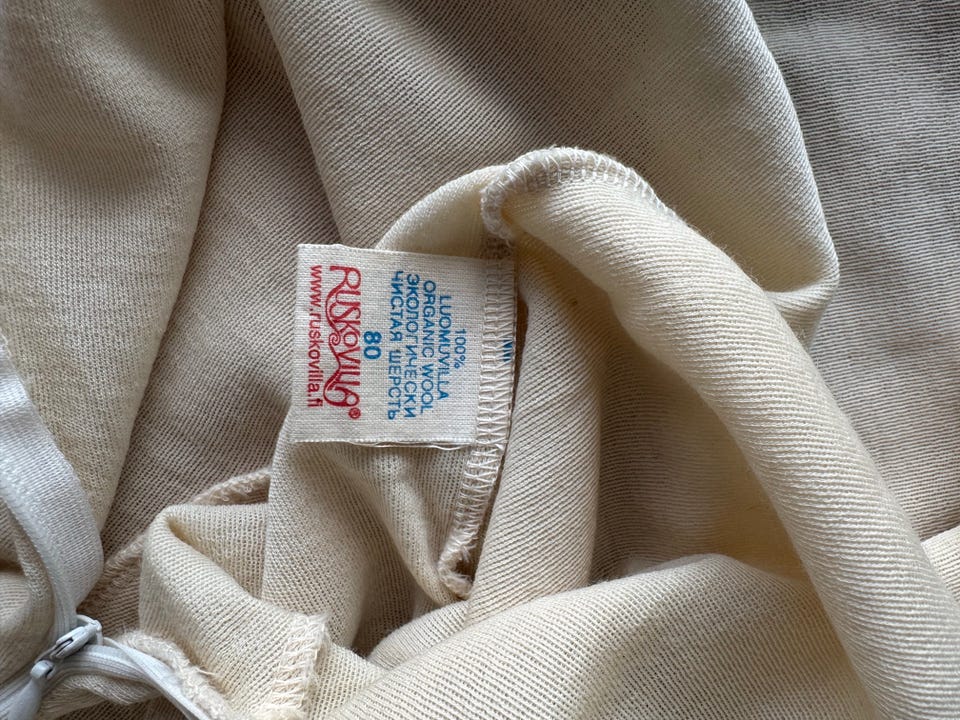 100%
LUOMUVILLA
ORGANIC WOOL
ЭКОЛОГИЧЕСКИ
ЧИСТАЯ ШЕРСТЬ
80
RUSKOVILLA®
www.ruskovilla.fi